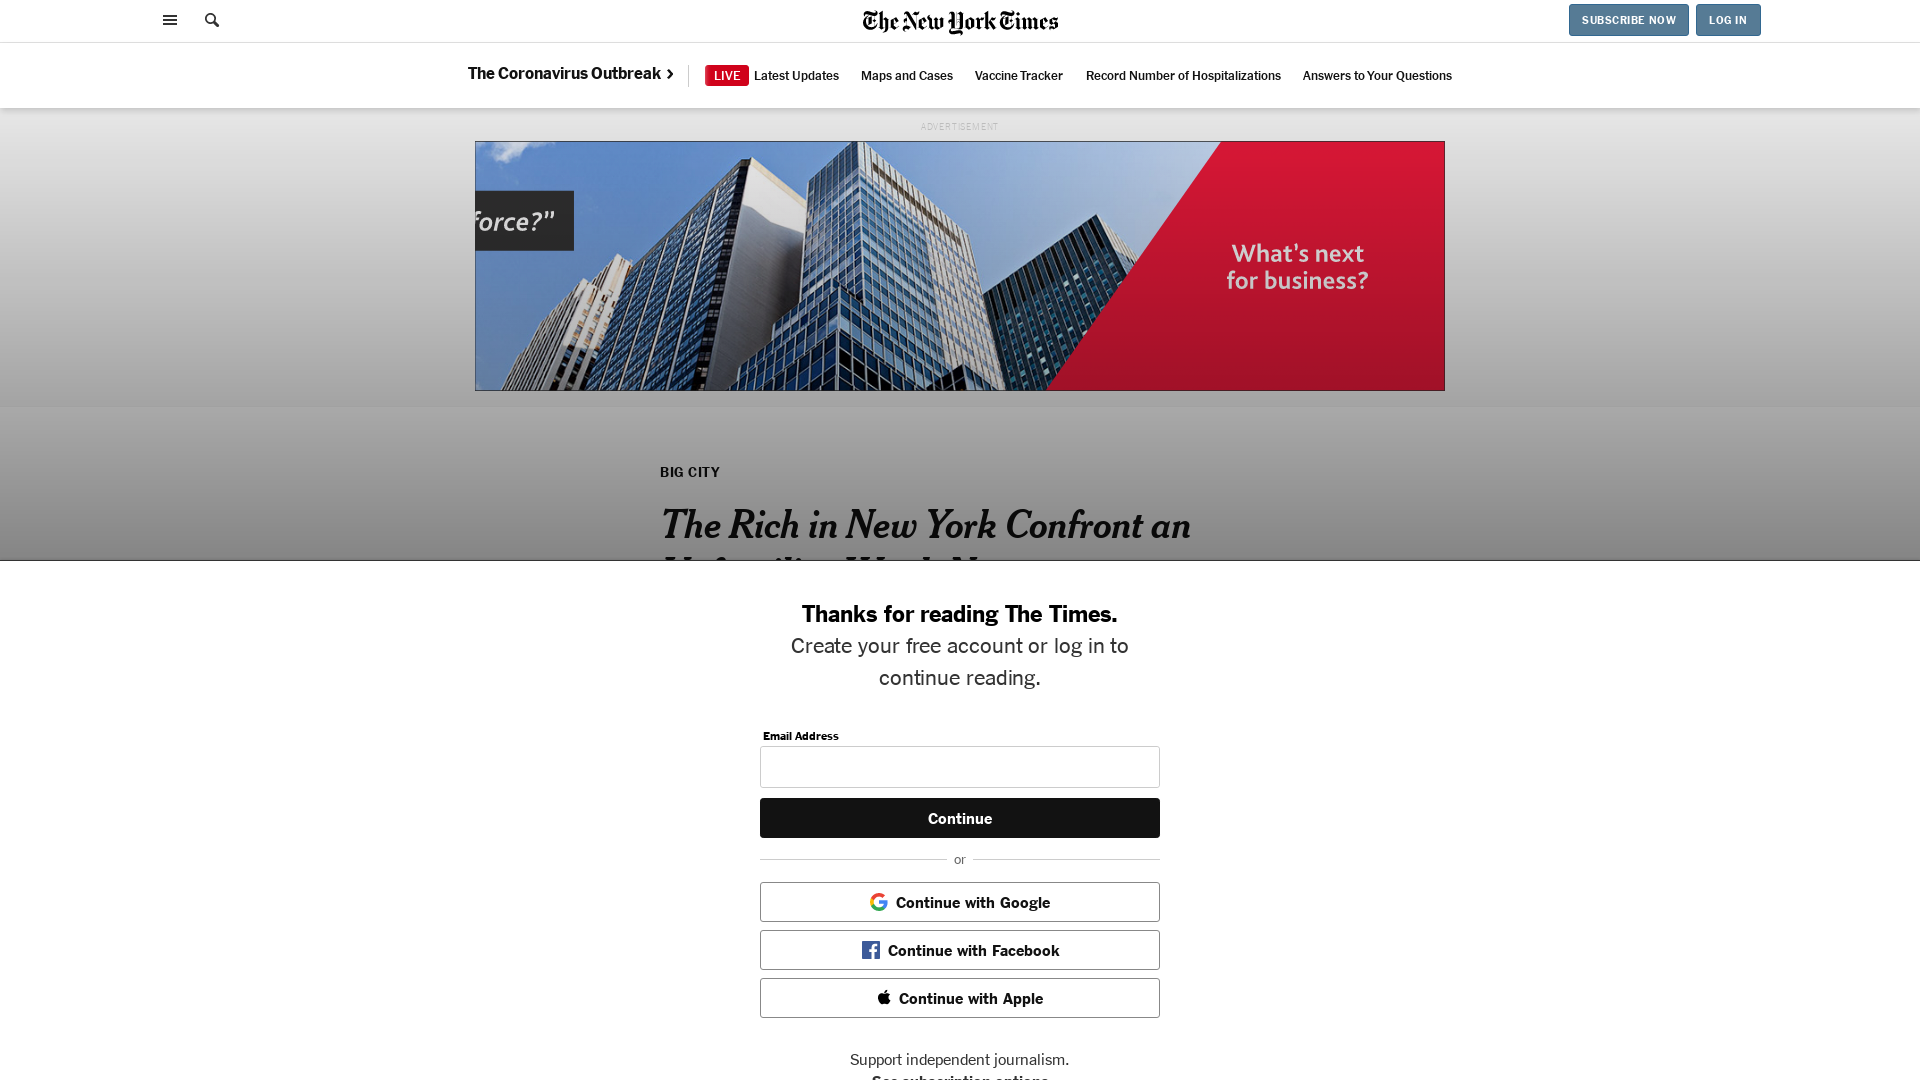 The New York Times
SUBSCRIBE NOW
LOG IN
The Coronavirus Outbreak
LIVE Latest Updates
Maps and Cases
Vaccine Tracker
Record Number of Hospitalizations
Answers to Your Questions
ADVERTISEMENT
force?”
What’s next
for business?
BIG CITY
The Rich in New York Confront an
Thanks for reading The Times.
Create your free account or log in to
continue reading.
Email Address
Continue
or
Continue with Google
Continue with Facebook
Continue with Apple
Support independent journalism.
See subscription options